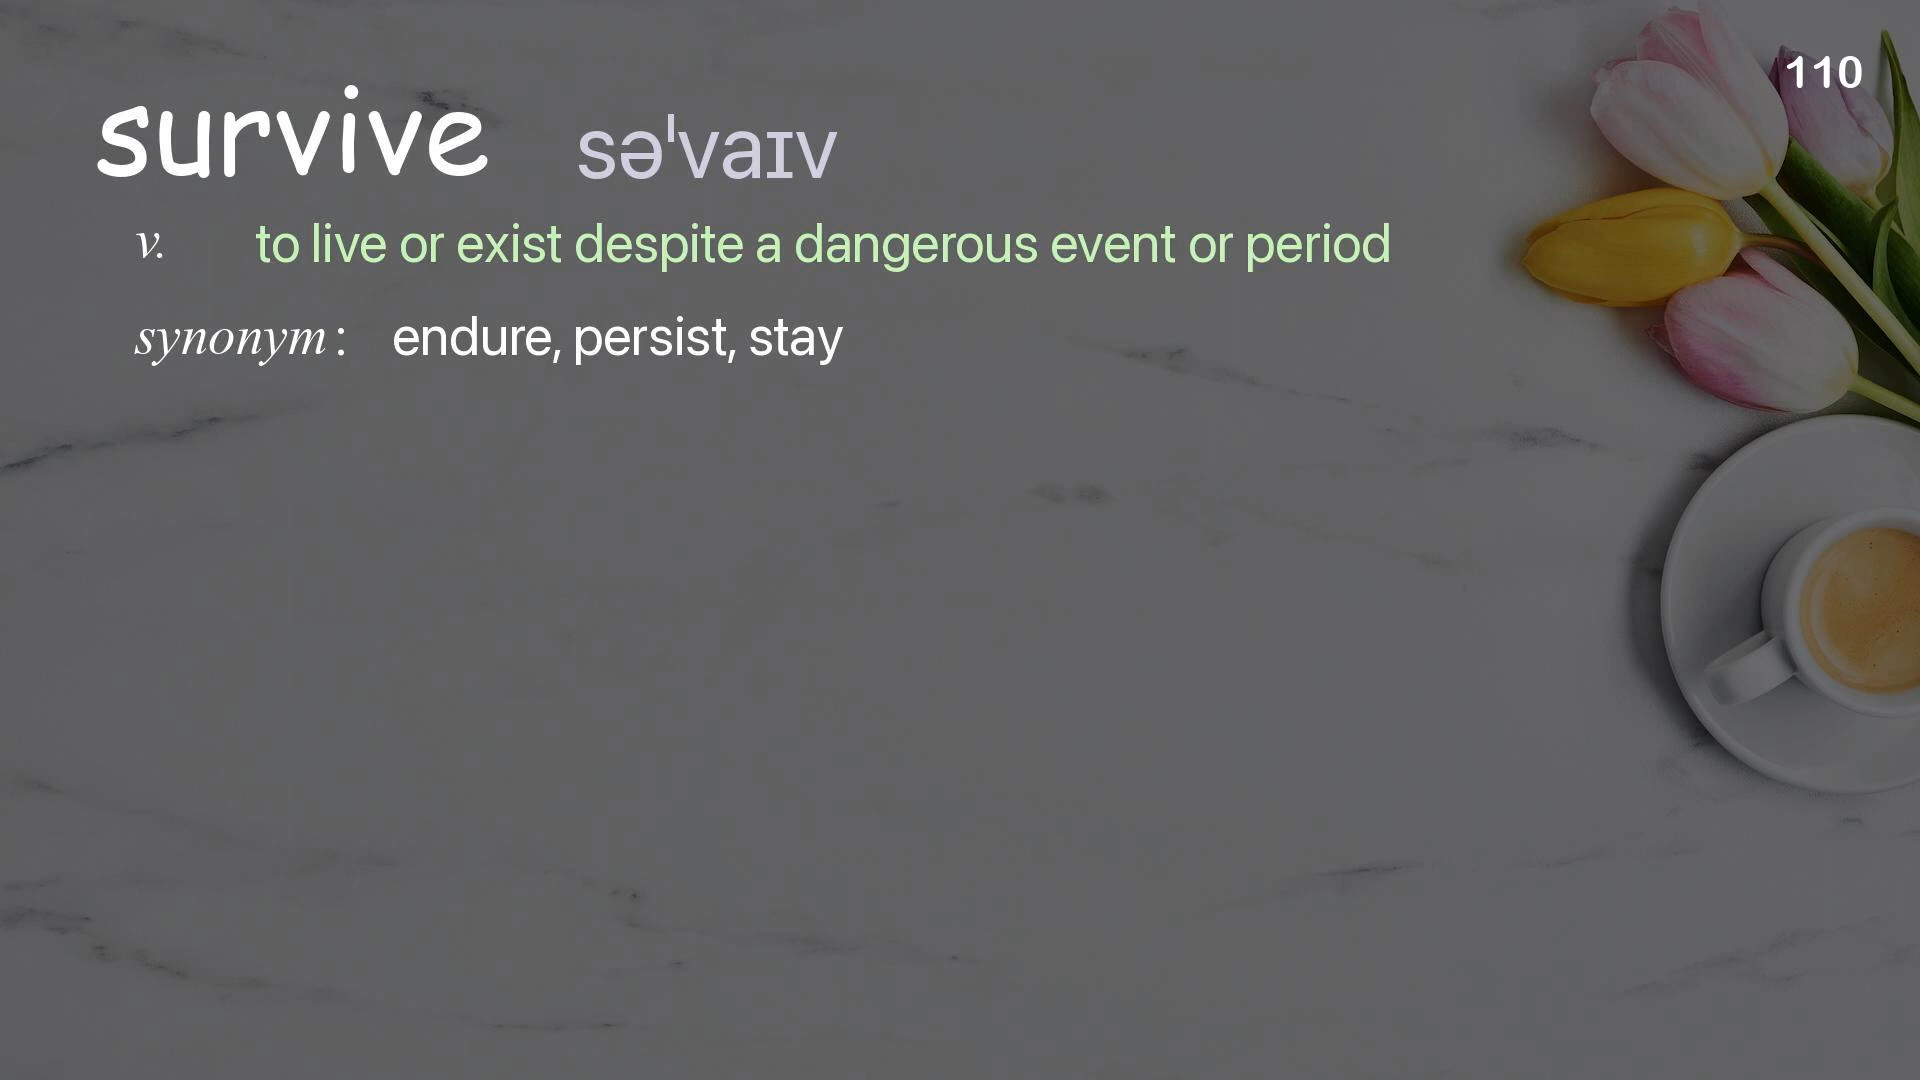 110
survive səˈvaɪv
v. to live or exist despite a dangerous event or period
synonym: endure, persist, stay